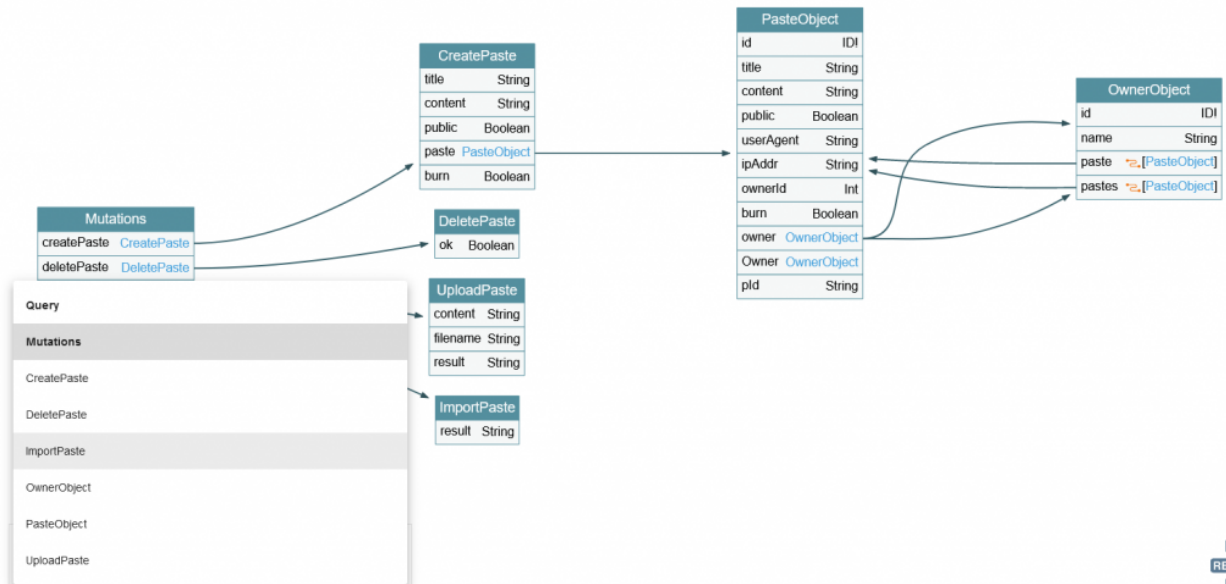 PasteObject
id ID!
title String
content String
public Boolean
userAgent String
ipAddr String
ownerId Int
burn Boolean
owner OwnerObject
Owner OwnerObject
pId String
CreatePaste
title String
content String
public Boolean
paste PasteObject
burn Boolean
OwnerObject
id ID!
name String
paste [PasteObject]
pastes [PasteObject]
Mutations
createPaste CreatePaste
deletePaste DeletePaste
DeletePaste
ok Boolean
UploadPaste
content String
filename String
result String
ImportPaste
result String
Query
Mutations
CreatePaste
DeletePaste
ImportPaste
OwnerObject
PasteObject
UploadPaste